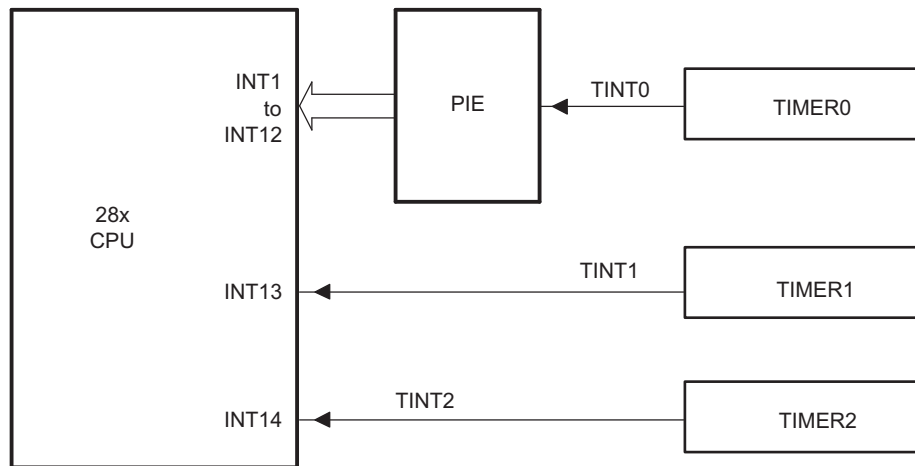 INT1
to
INT12
PIE
TINT0
TIMER0
28x
CPU
TINT1
INT13
TIMER1
TINT2
INT14
TIMER2